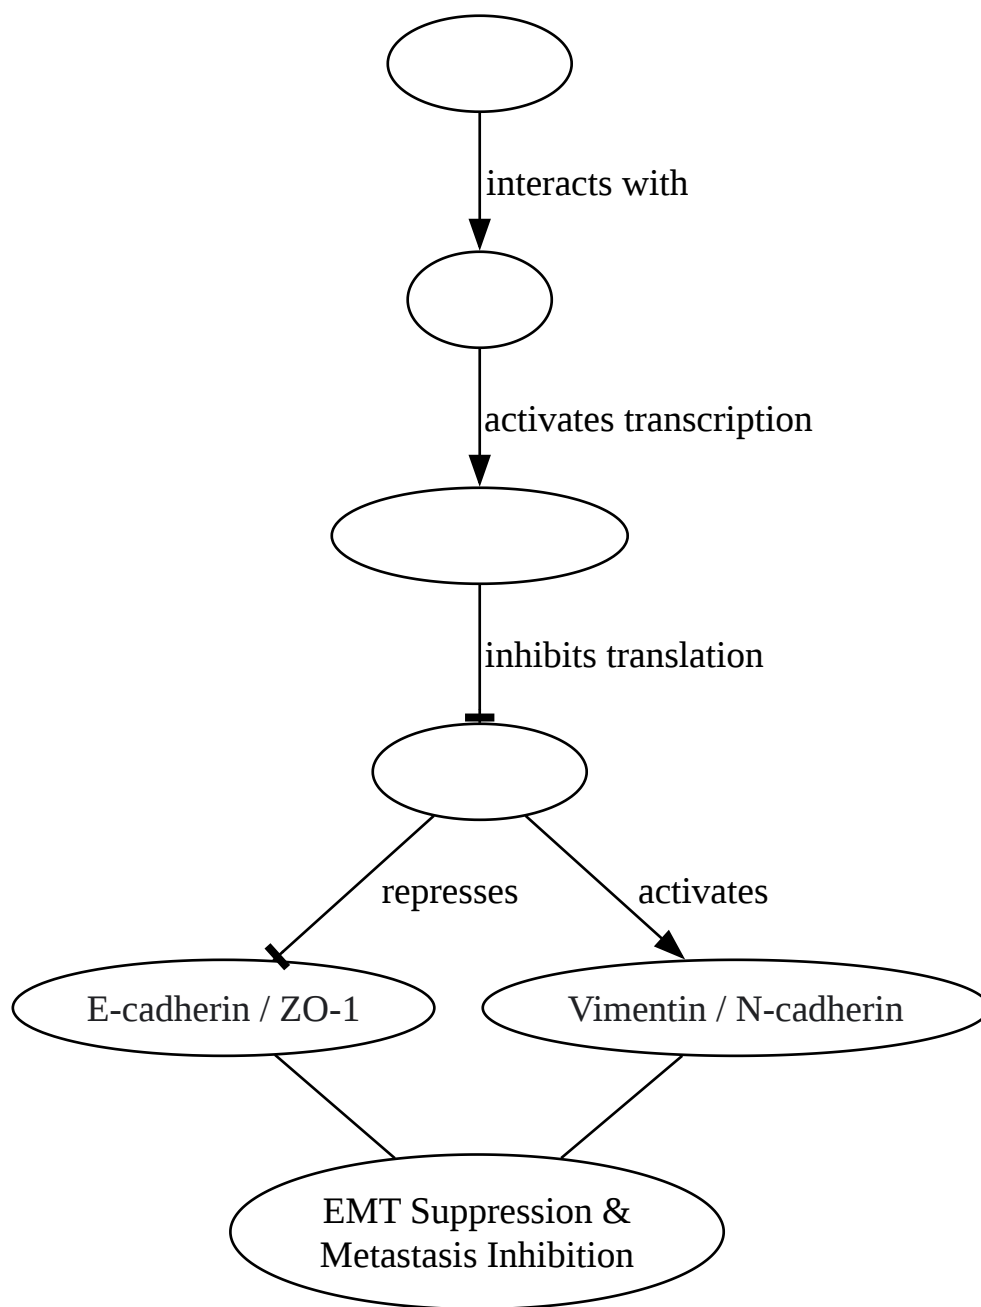 interacts with
activates transcription
inhibits translation
represses
activates
E-cadherin / ZO-1
Vimentin / N-cadherin
EMT Suppression &
Metastasis Inhibition